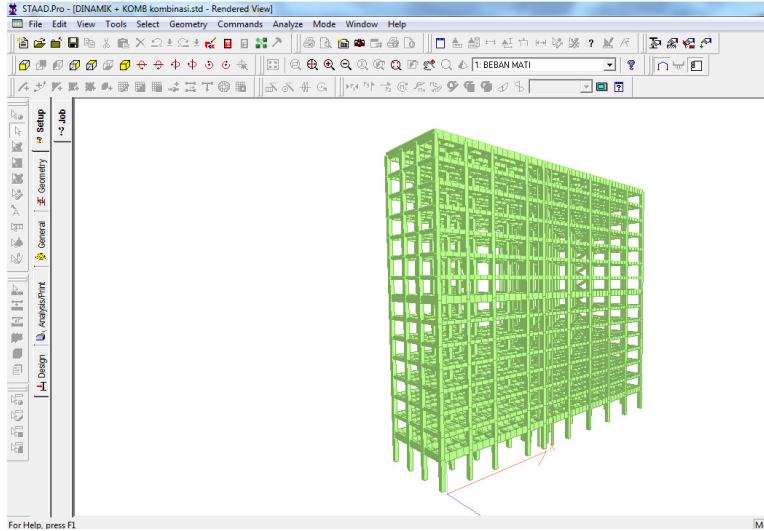 STAAD.Pro - [DINAMIK + KOMB kombinasi.std - Rendered View]
File Edit View Tools Select Geometry Commands Analyze Mode Window Help
1: BEBAN MATI
Job
Setup
Geometry
General
Analysis/Print
Design
X
For Help, press F1
M